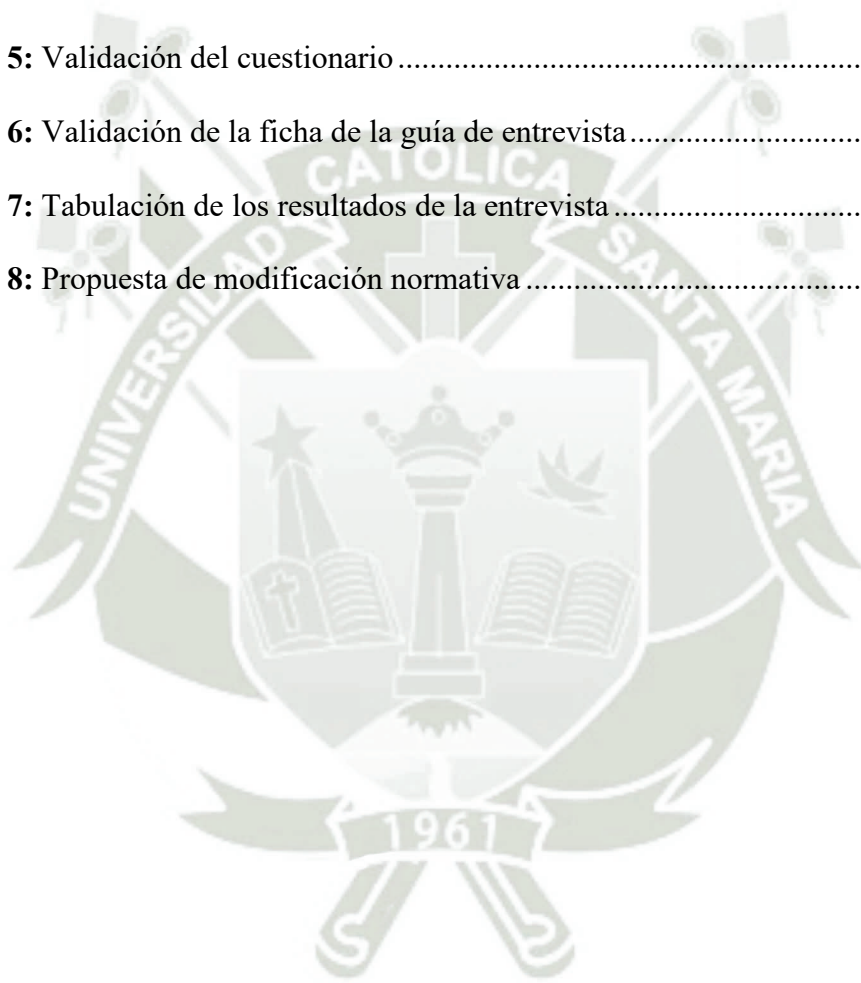 5: Validación del cuestionario..........................................................
6: Validación de la ficha de la guía de entrevista.............................
7: Tabulación de los resultados de la entrevista...............................
8: Propuesta de modificación normativa..........................................
UNIVERSIDAD CATOLICA SANTA MARIA
1961